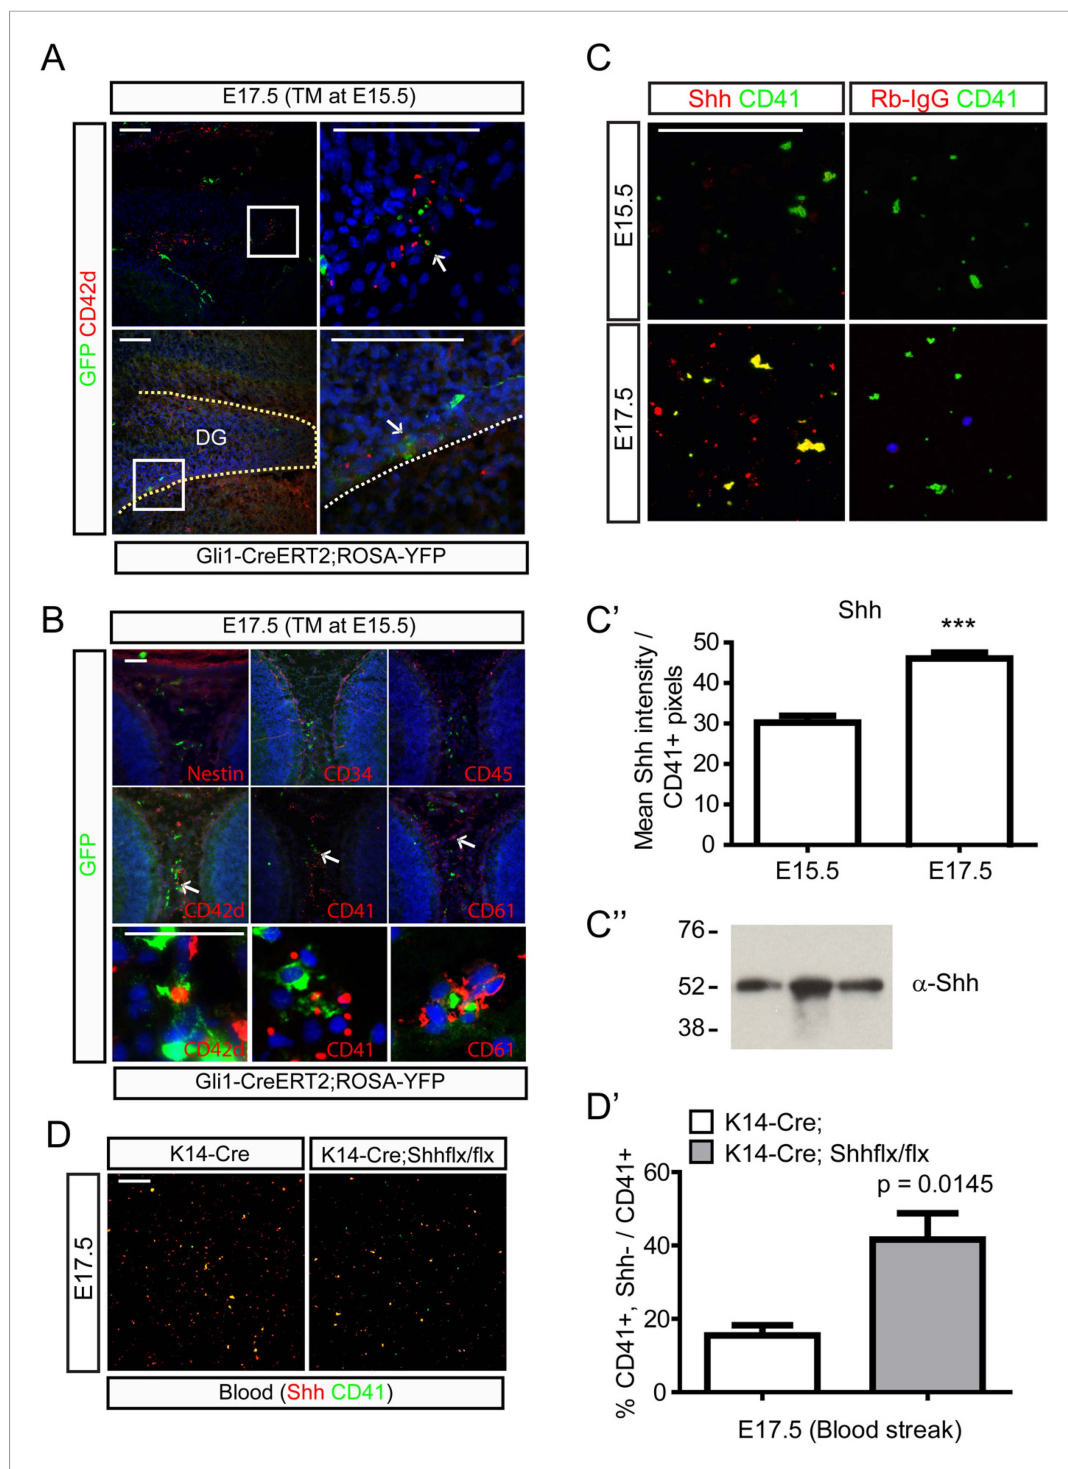 A
E17.5 (TM at E15.5)
GFP CD42d
DG
Gli1-CreERT2;ROSA-YFP
B
E17.5 (TM at E15.5)
GFP
Nestin
CD34
CD45
CD42d
CD41
CD61
CD42d
CD41
CD61
Gli1-CreERT2;ROSA-YFP
C
Shh CD41
Rb-IgG CD41
E15.5
E17.5
C’
Shh
***
Mean Shh intensity /
CD41+ pixels
50
40
30
20
10
0
E15.5
E17.5
C’’
76 -
52 -
38 -
α-Shh
D
K14-Cre
K14-Cre;Shhflx/flx
E17.5
Blood (Shh CD41)
D’
K14-Cre;
K14-Cre; Shhflx/flx
p = 0.0145
% CD41+, Shh- / CD41+
60
40
20
0
E17.5 (Blood streak)